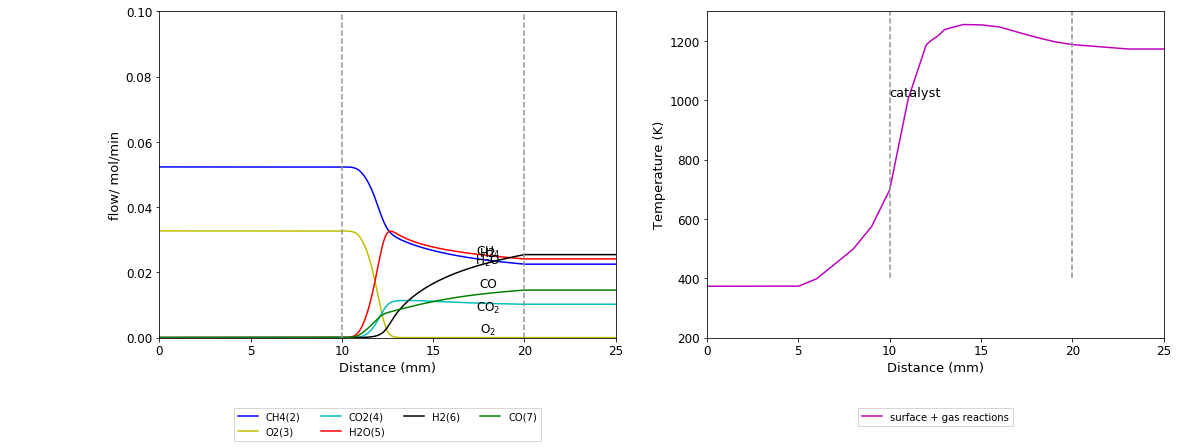 flow/ mol/min
0.10
0.08
0.06
0.04
0.02
0.00
CH4
H2
H2O
CO
CO2
O2
0 5 10 15 20 25
Distance (mm)
CH4(2) CO2(4) H2(6) CO(7)
O2(3) H2O(5)
Temperature (K)
1200
1000
800
600
400
200
catalyst
0 5 10 15 20 25
Distance (mm)
surface + gas reactions